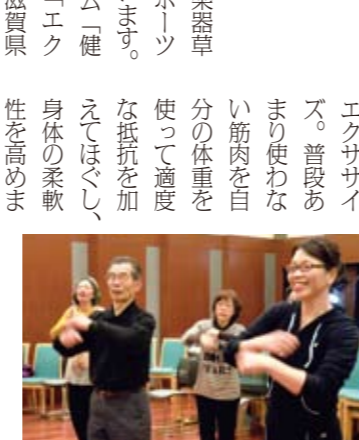 器草
ポーツ
います。
ム「健
「エク
滋賀県
エクササイ
ズ。普段あ
まり使わな
い筋肉を自
分の体重を
使って適度
な抵抗を加
えてほぐし、
身体の柔軟
性を高めま